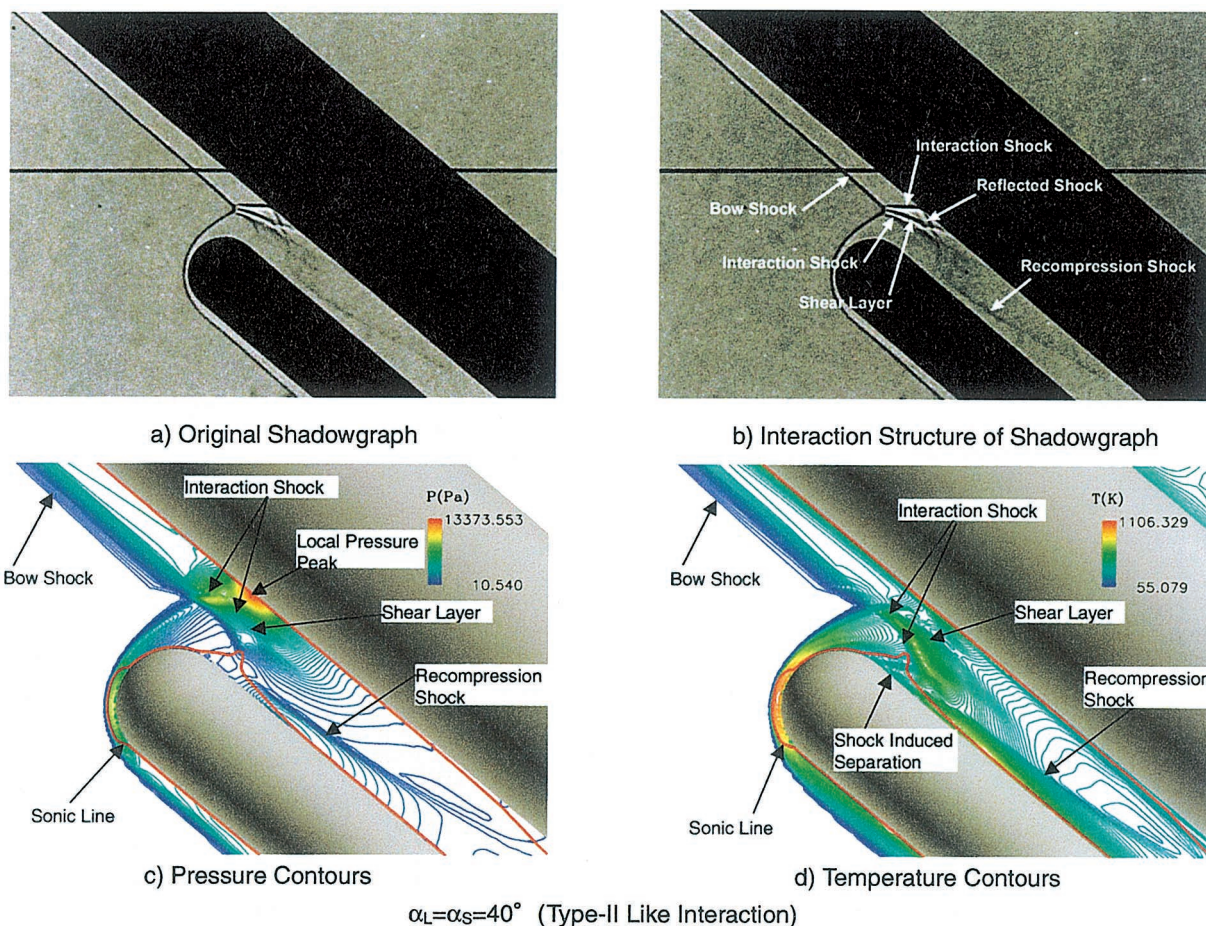 Interaction Shock
Reflected Shock
Bow Shock
Interaction Shock
Recompression Shock
Shear Layer
a) Original Shadowgraph
b) Interaction Structure of Shadowgraph
Interaction Shock
P(Pa)
13373.553
10.540
Local Pressure
Peak
Bow Shock
Shear Layer
Recompression
Shock
Sonic Line
c) Pressure Contours
Interaction Shock
T(K)
1106.329
55.079
Bow Shock
Shear Layer
Recompression
Shock
Shock Induced
Separation
Sonic Line
d) Temperature Contours
α_L=α_S=40° (Type-II Like Interaction)